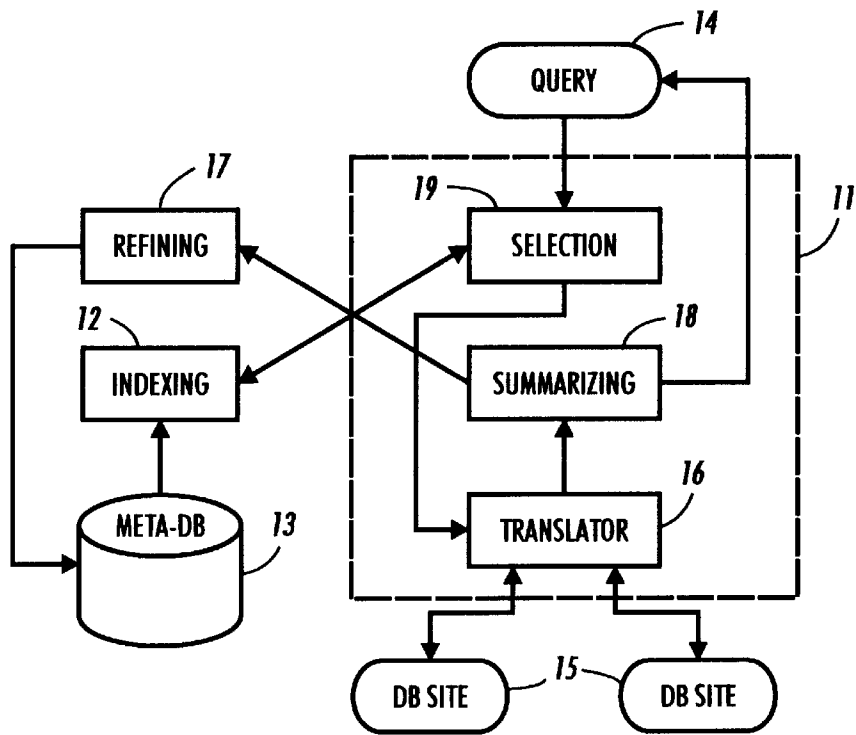 14
QUERY
17
19
11
REFINING
SELECTION
12
18
INDEXING
SUMMARIZING
16
META-DB
13
TRANSLATOR
DB SITE
15
DB SITE